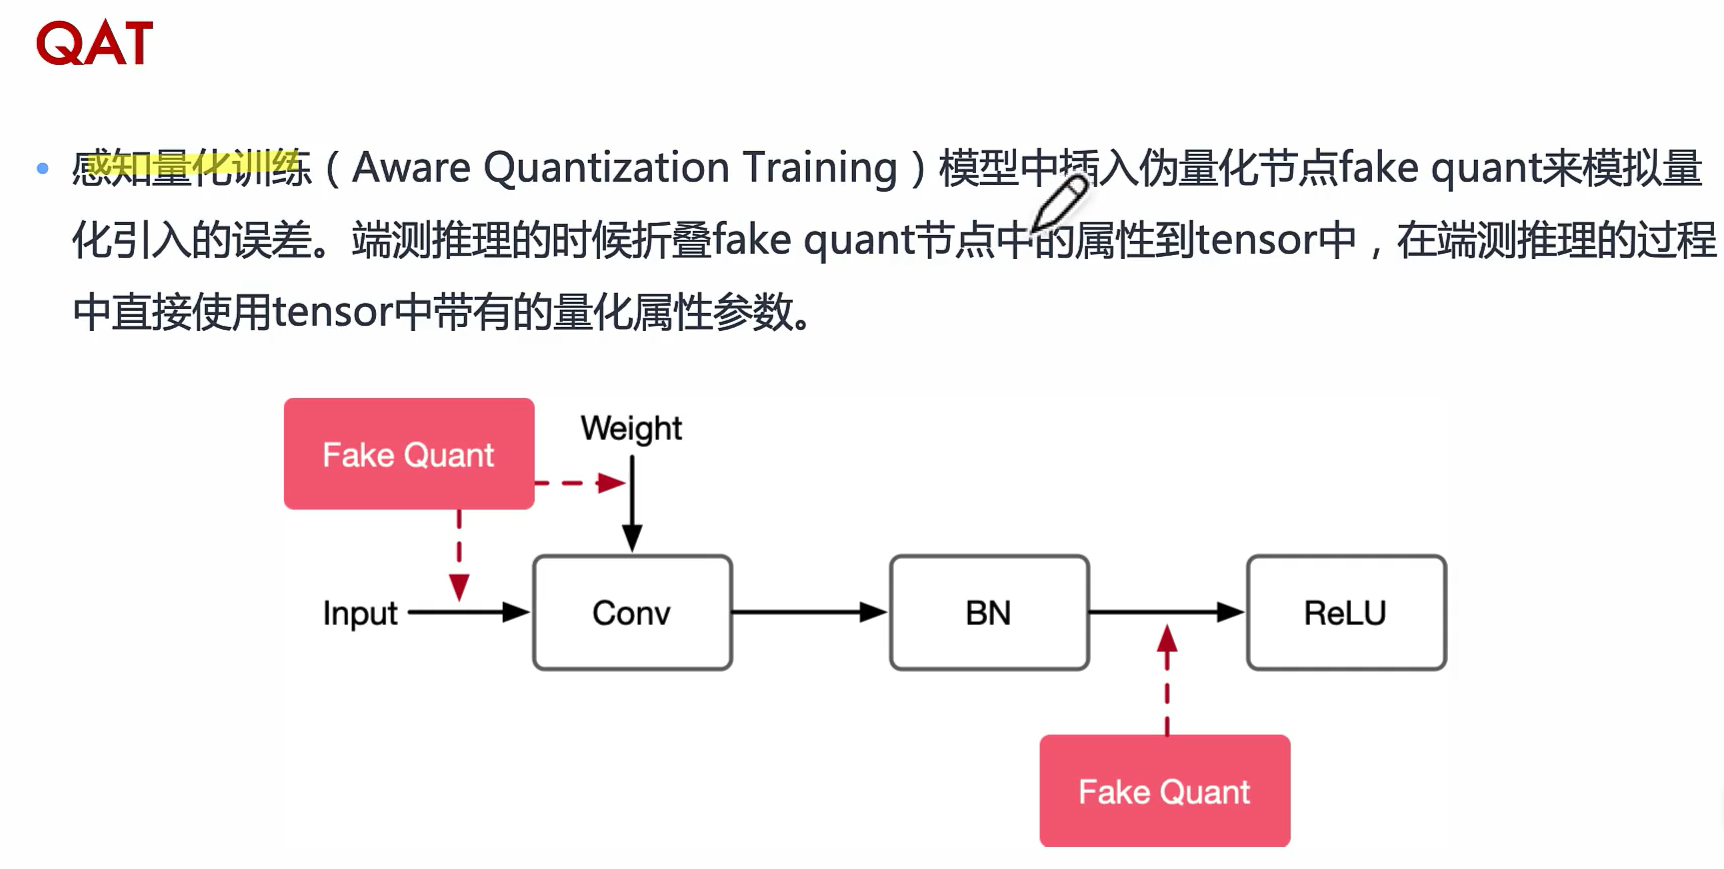 QAT
感知量化训练（Aware Quantization Training）模型中插入伪量化节点fake quant来模拟量
化引入的误差。端测推理的时候折叠fake quant节点中的属性到tensor中，在端测推理的过程
中直接使用tensor中带有的量化属性参数。
Weight
Fake Quant
Input
Conv
BN
ReLU
Fake Quant